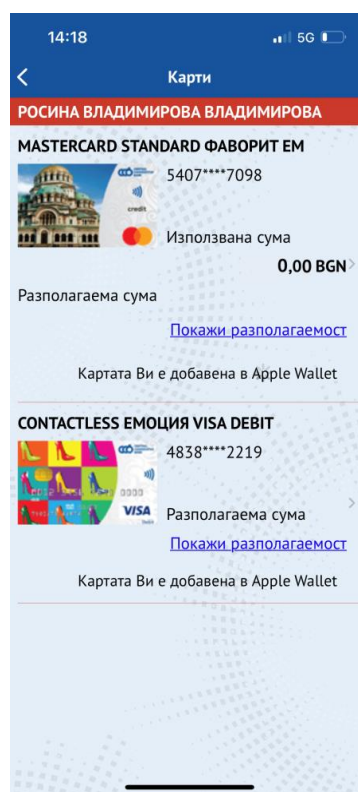 14:18
5G
Карти
РОСИНА ВЛАДИМИРОВА ВЛАДИМИРОВА
MASTERCARD STANDARD ФАВОРИТ ЕМ
5407****7098
credit
Използвана сума
0,00 BGN
Разполагаема сума
Покажи разполагаемост
Картата Ви е добавена в Apple Wallet
CONTACTLESS ЕМОЦИЯ VISA DEBIT
4838****2219
VISA
Debit
Разполагаема сума
Покажи разполагаемост
Картата Ви е добавена в Apple Wallet